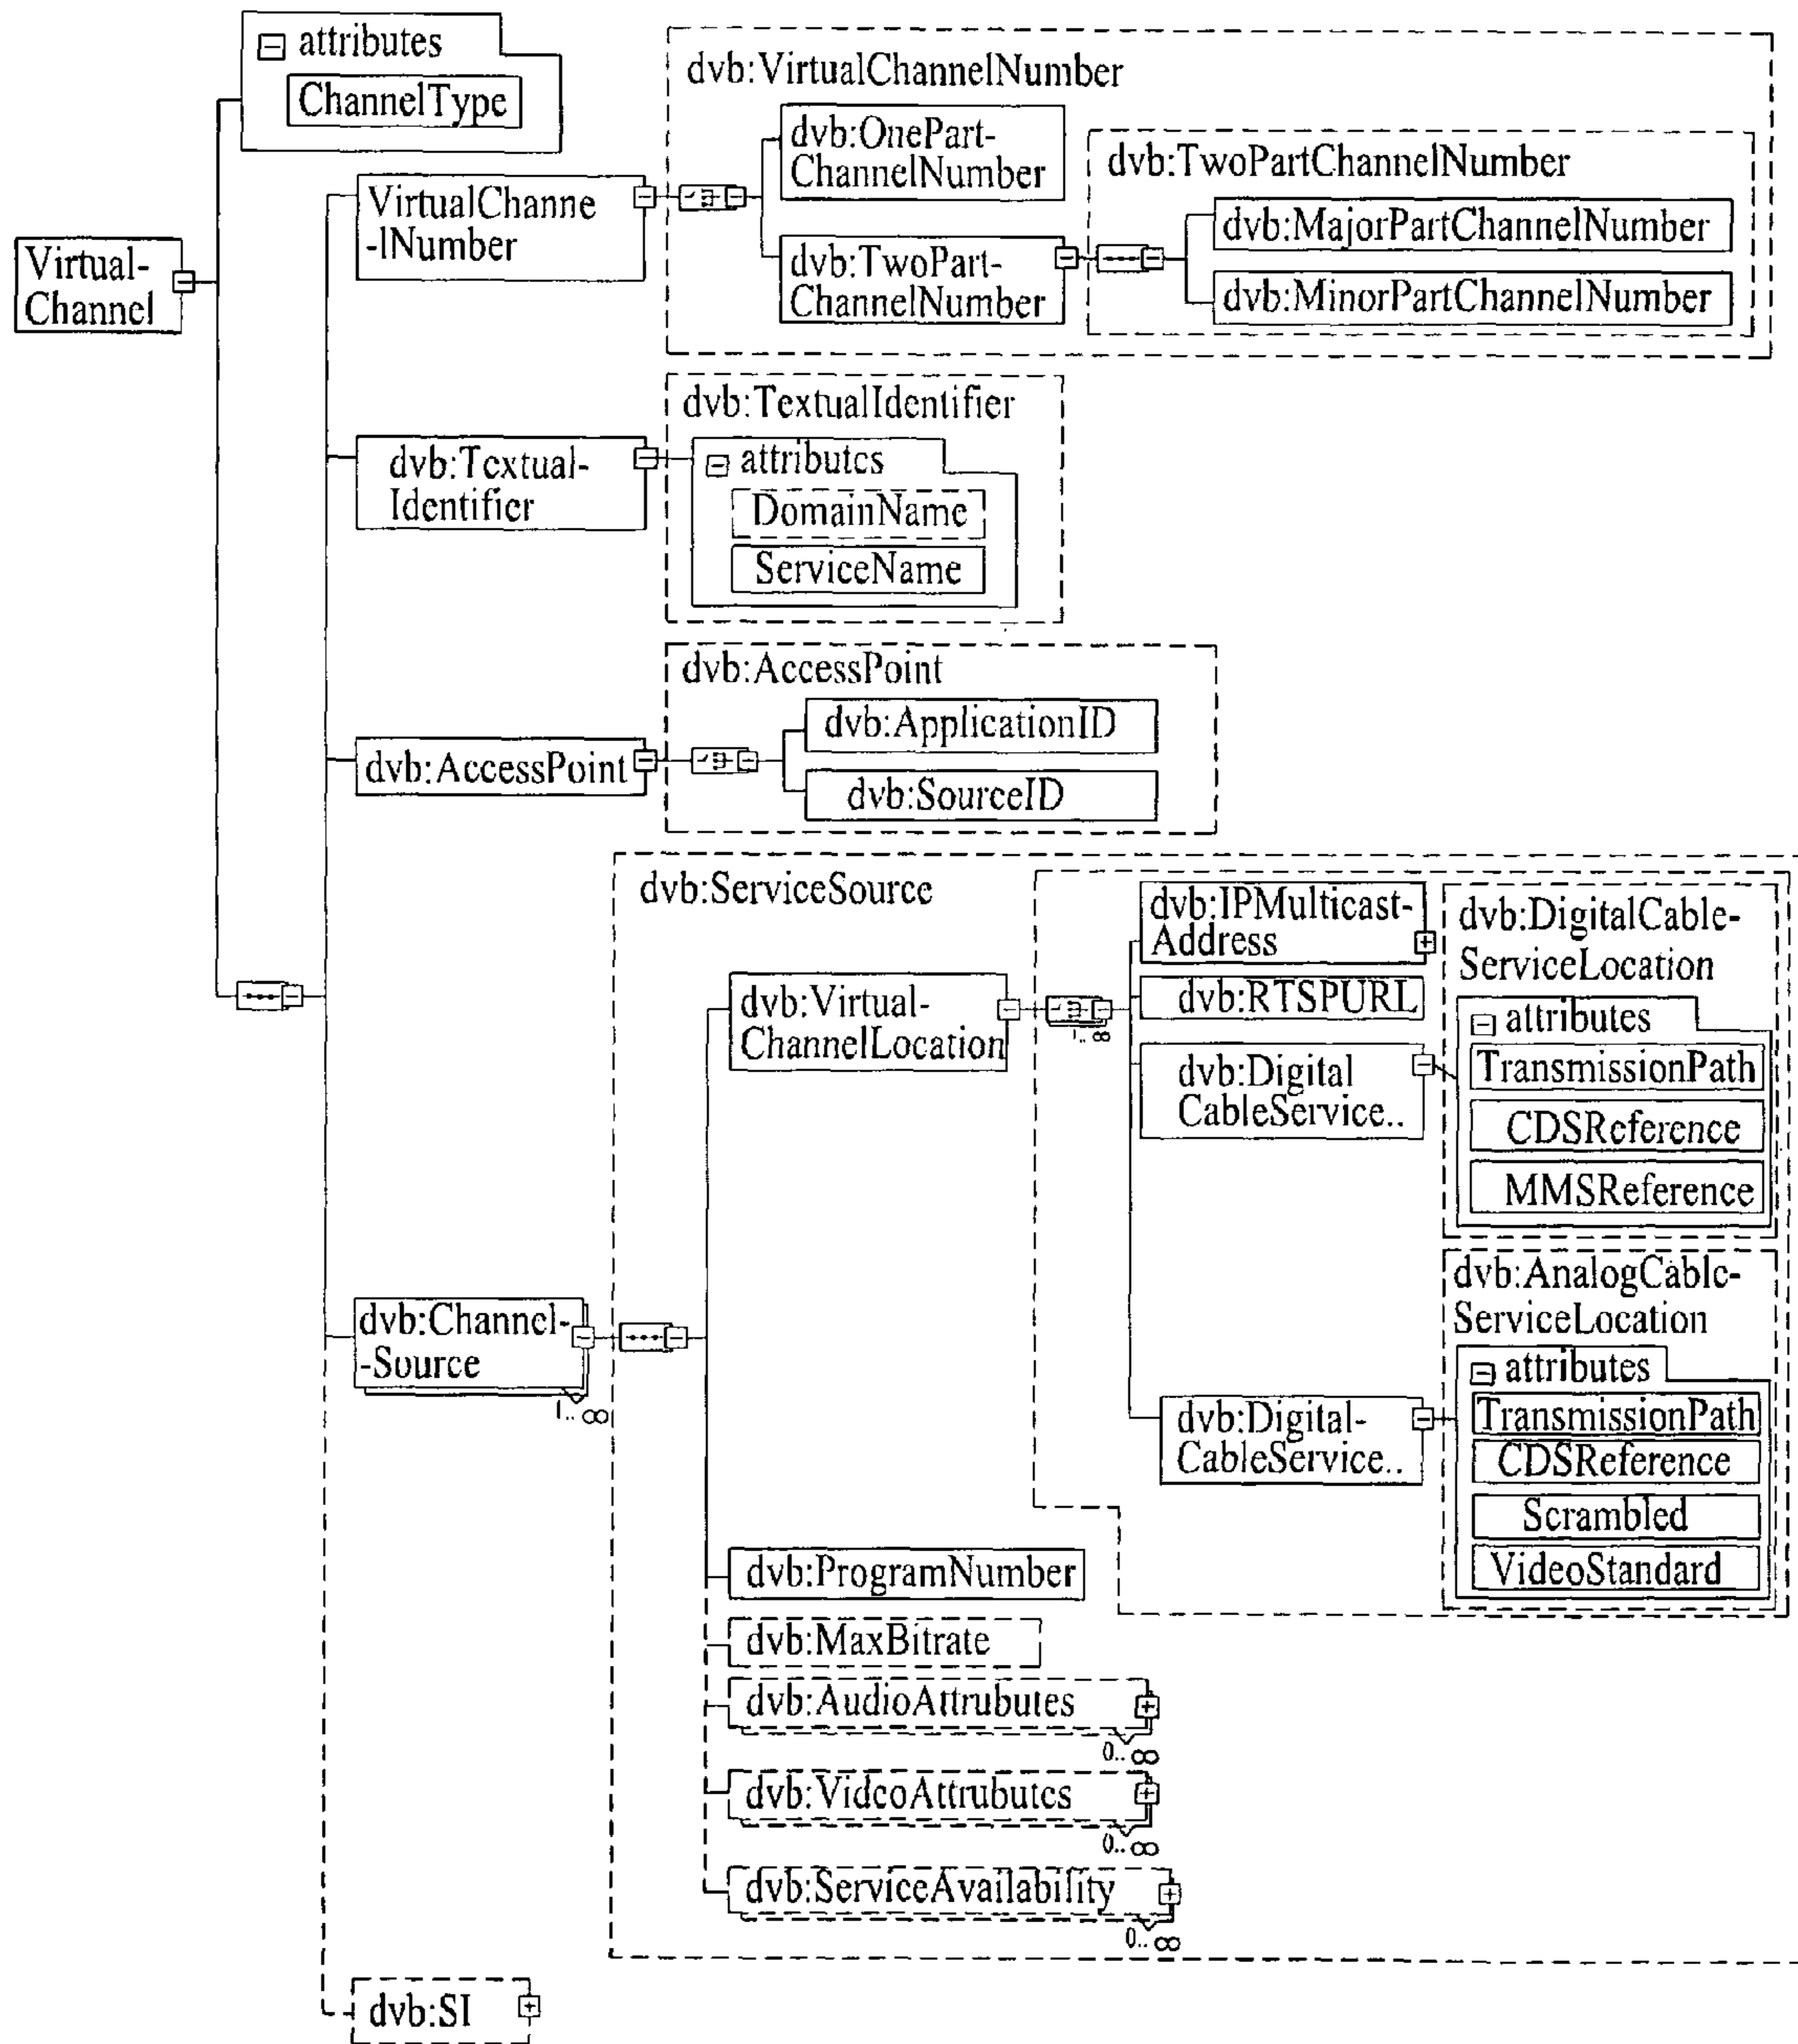 attributes
ChannelType
Virtual-
Channel
VirtualChanne
-lNumber
dvb:VirtualChannelNumber
dvb:OnePart-
ChannelNumber
dvb:TwoPart-
ChannelNumber
dvb:TwoPartChannelNumber
dvb:MajorPartChannelNumber
dvb:MinorPartChannelNumber
dvb:Textual-
Identifier
dvb:TextualIdentifier
attributes
DomainName
ServiceName
dvb:AccessPoint
dvb:AccessPoint
dvb:ApplicationID
dvb:SourceID
dvb:Channel-
-Source
1..∞
dvb:ServiceSource
dvb:Virtual-
ChannelLocation
1..∞
dvb:IPMulticast-
Address
dvb:RTSPURL
dvb:Digital
CableService..
dvb:DigitalCable-
ServiceLocation
attributes
TransmissionPath
CDSReference
MMSReference
dvb:Digital-
CableService..
dvb:AnalogCable-
ServiceLocation
attributes
TransmissionPath
CDSReference
Scrambled
VideoStandard
dvb:ProgramNumber
dvb:MaxBitrate
dvb:AudioAttrubutes
0..∞
dvb:VideoAttrubutes
0..∞
dvb:ServiceAvailability
0..∞
dvb:SI